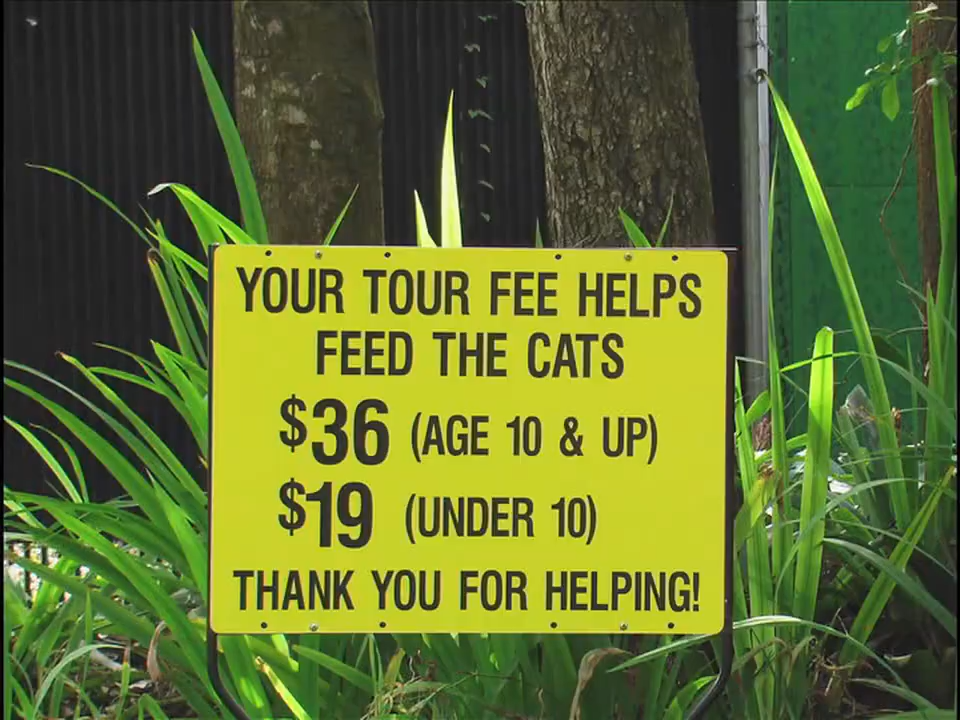 YOUR TOUR FEE HELPS
FEED THE CATS
$36 (AGE 10 & UP)
$19 (UNDER 10)
THANK YOU FOR HELPING!